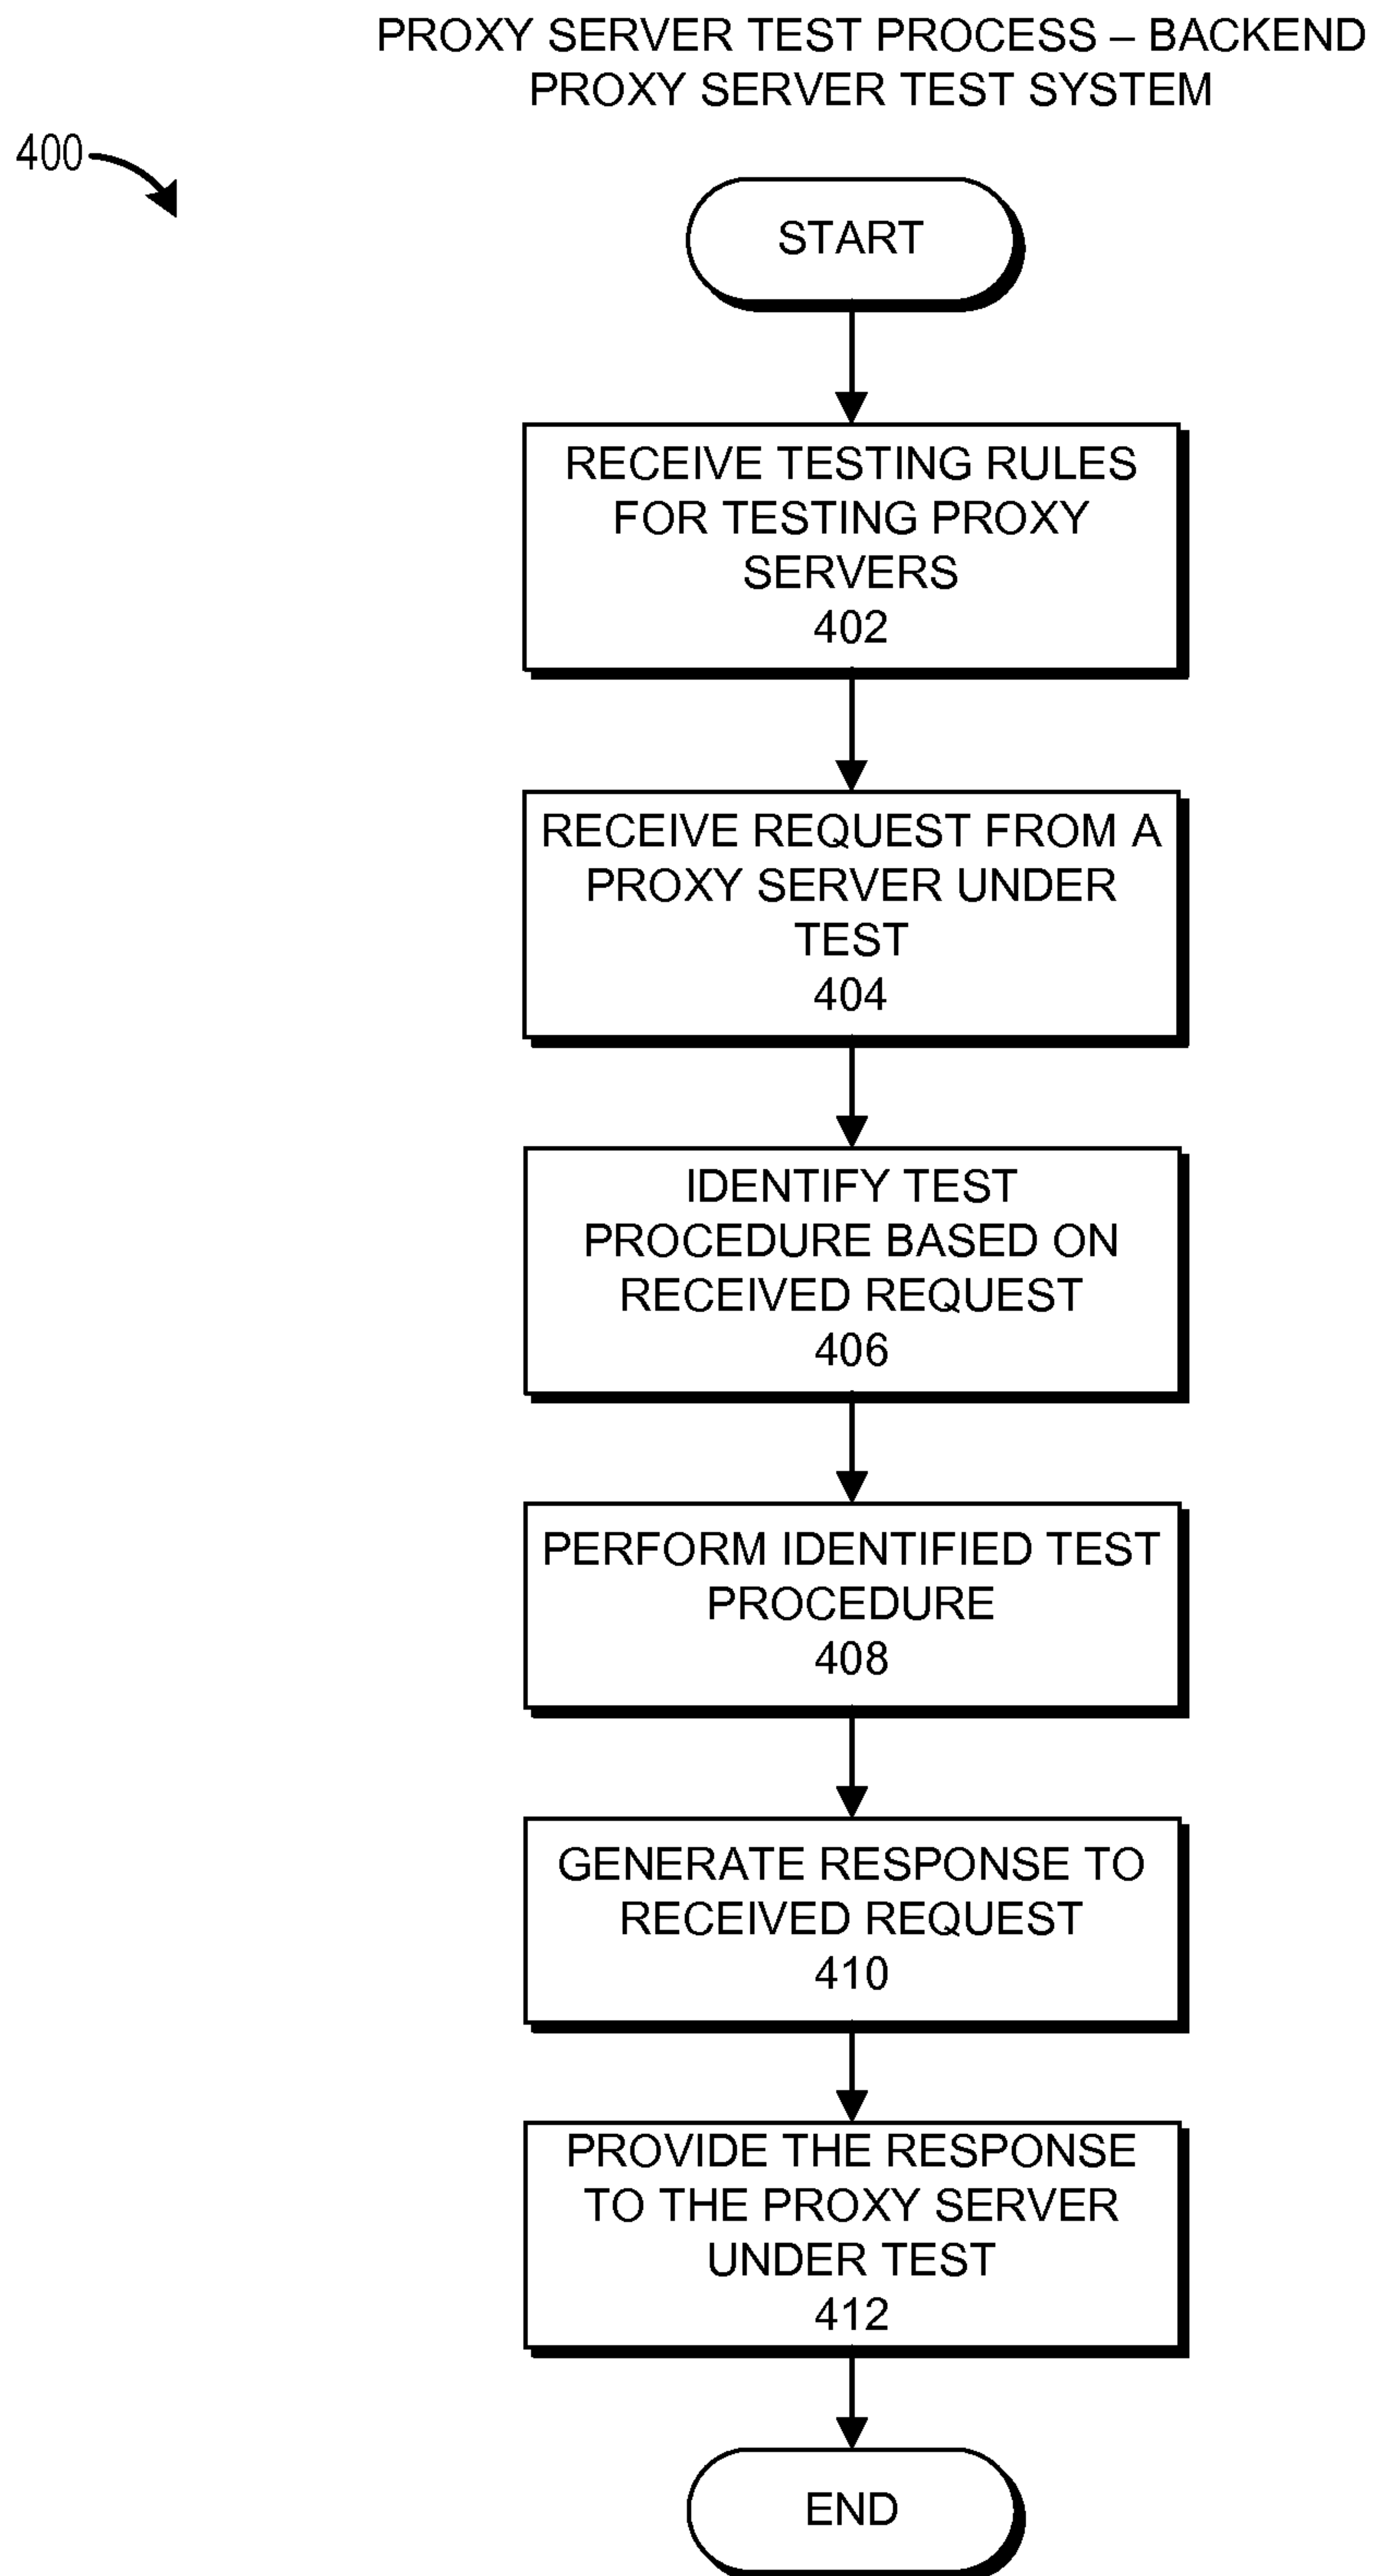 PROXY SERVER TEST PROCESS – BACKEND
PROXY SERVER TEST SYSTEM
400
START
RECEIVE TESTING RULES
FOR TESTING PROXY
SERVERS
402
RECEIVE REQUEST FROM A
PROXY SERVER UNDER
TEST
404
IDENTIFY TEST
PROCEDURE BASED ON
RECEIVED REQUEST
406
PERFORM IDENTIFIED TEST
PROCEDURE
408
GENERATE RESPONSE TO
RECEIVED REQUEST
410
PROVIDE THE RESPONSE
TO THE PROXY SERVER
UNDER TEST
412
END